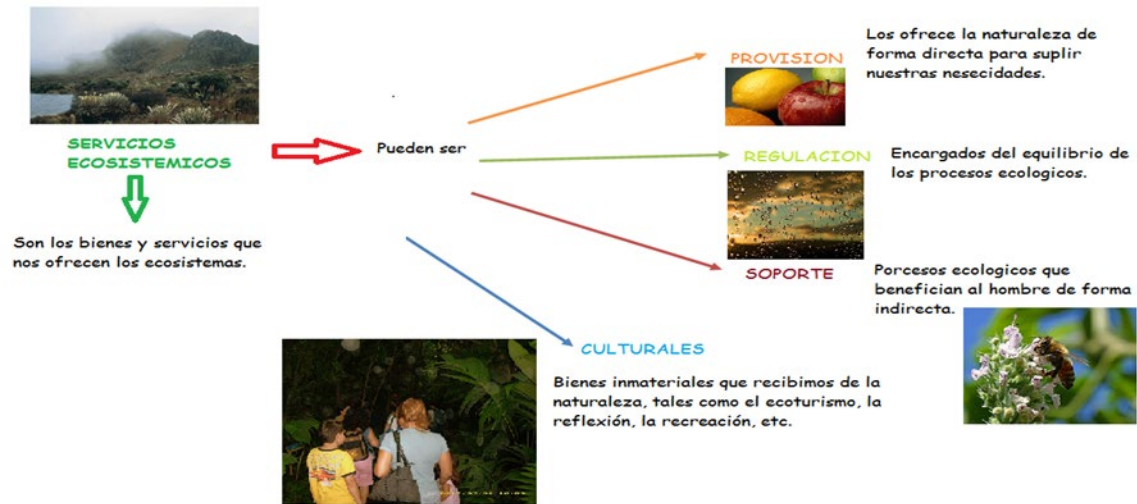 SERVICIOS
ECOSISTEMICOS
Son los bienes y servicios que
nos ofrecen los ecosistemas.
Pueden ser
PROVISION
Los ofrece la naturaleza de
forma directa para suplir
nuestras nesecidades.
REGULACION
Encargados del equilibrio de
los procesos ecologicos.
SOPORTE
Porcesos ecologicos que
benefician al hombre de forma
indirecta.
CULTURALES
Bienes inmateriales que recibimos de la
naturaleza, tales como el ecoturismo, la
reflexión, la recreación, etc.